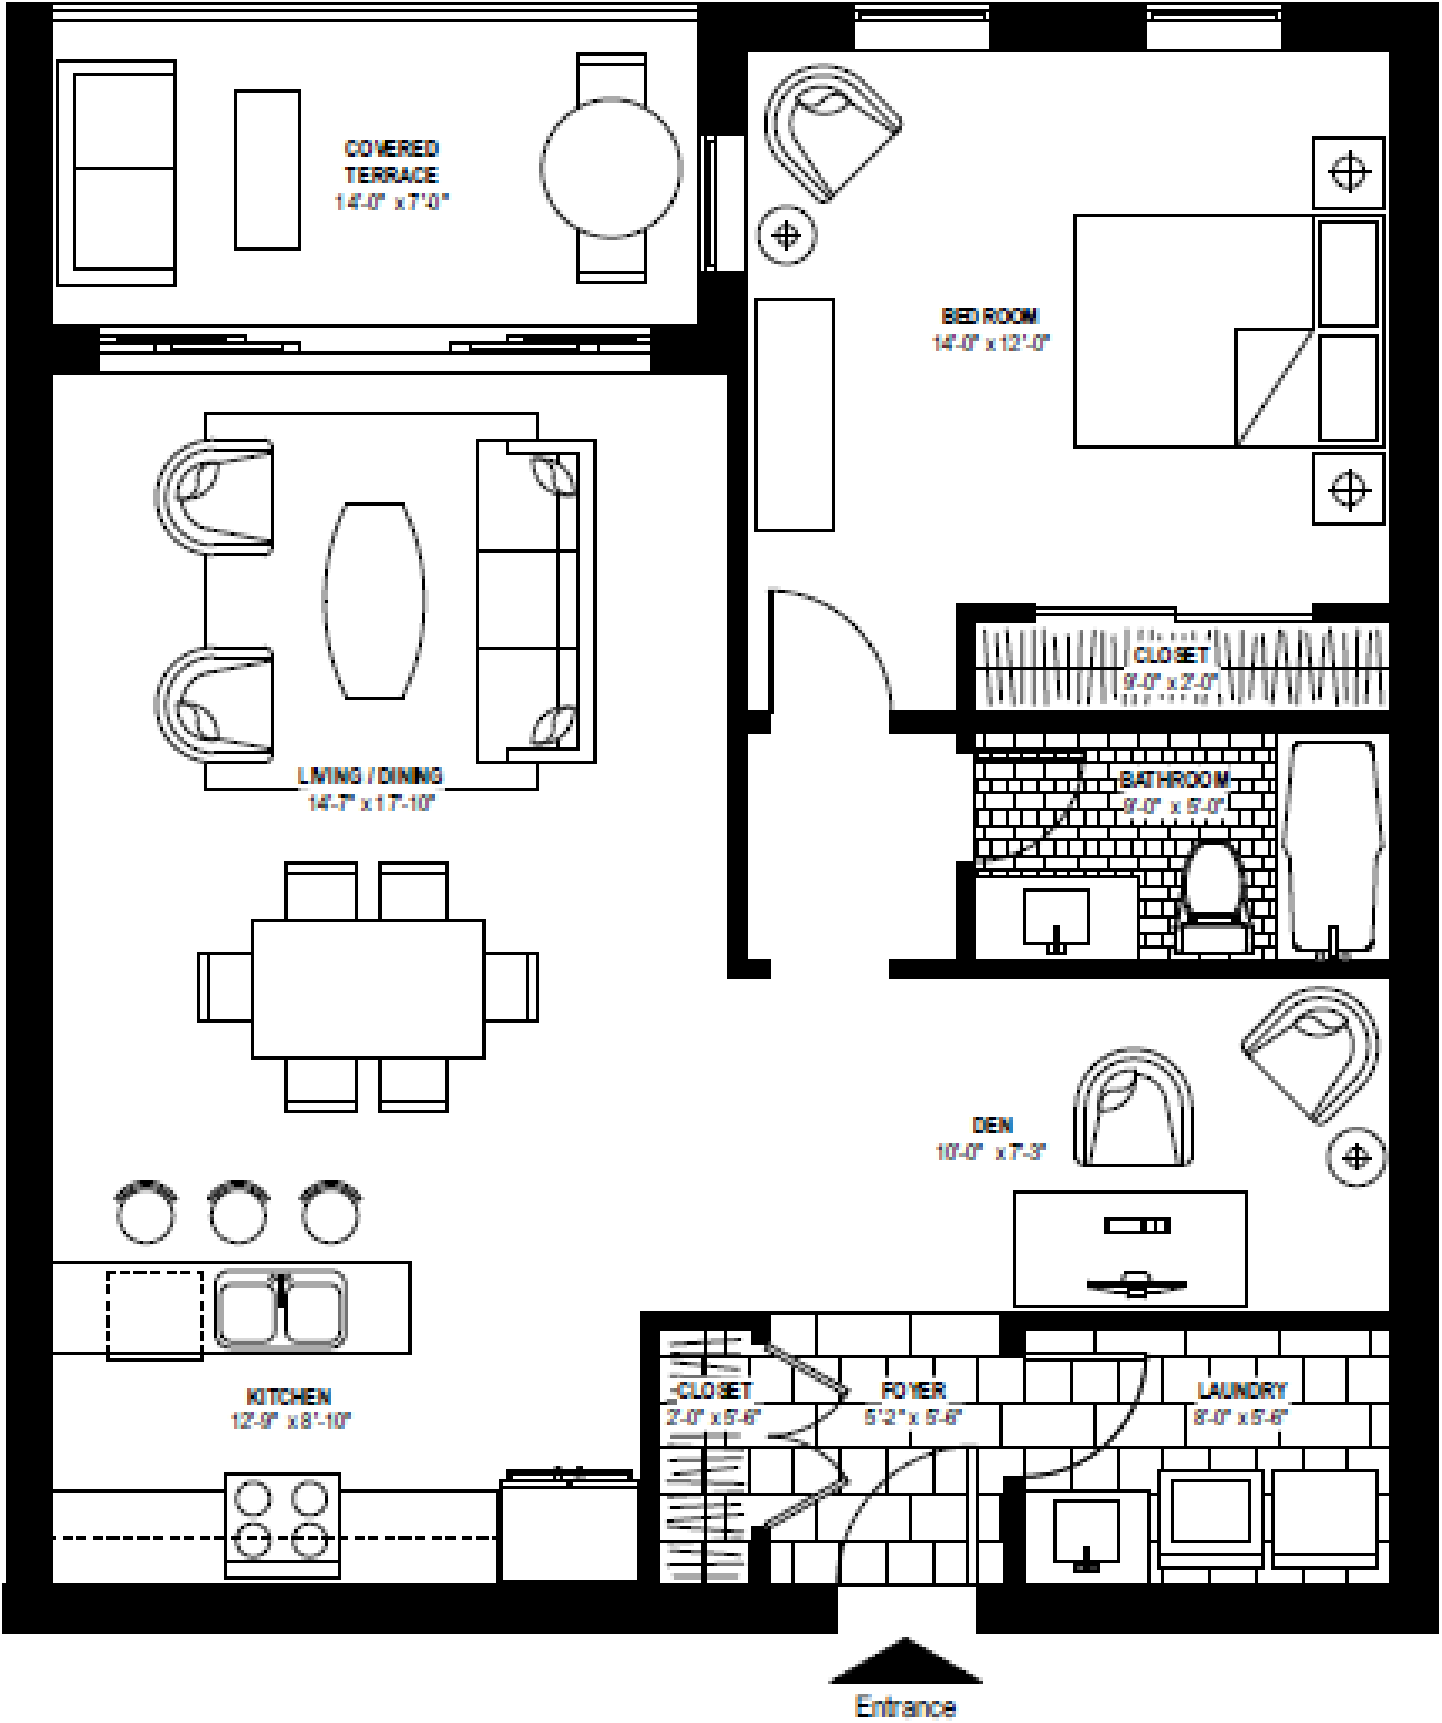 COVERED
TERRACE
14'-0" x 7'-0"
BEDROOM
14'-0" x 12'-0"
CLOSET
9'-0" x 2'-0"
LIVING / DINING
14'-7" x 17'-10"
BATHROOM
9'-0" x 5'-0"
DEN
10'-0" x 7'-3"
KITCHEN
12'-9" x 8'-10"
CLOSET
2'-0" x 5'-6"
FOYER
5'-2" x 5'-6"
LAUNDRY
8'-0" x 5'-6"
Entrance